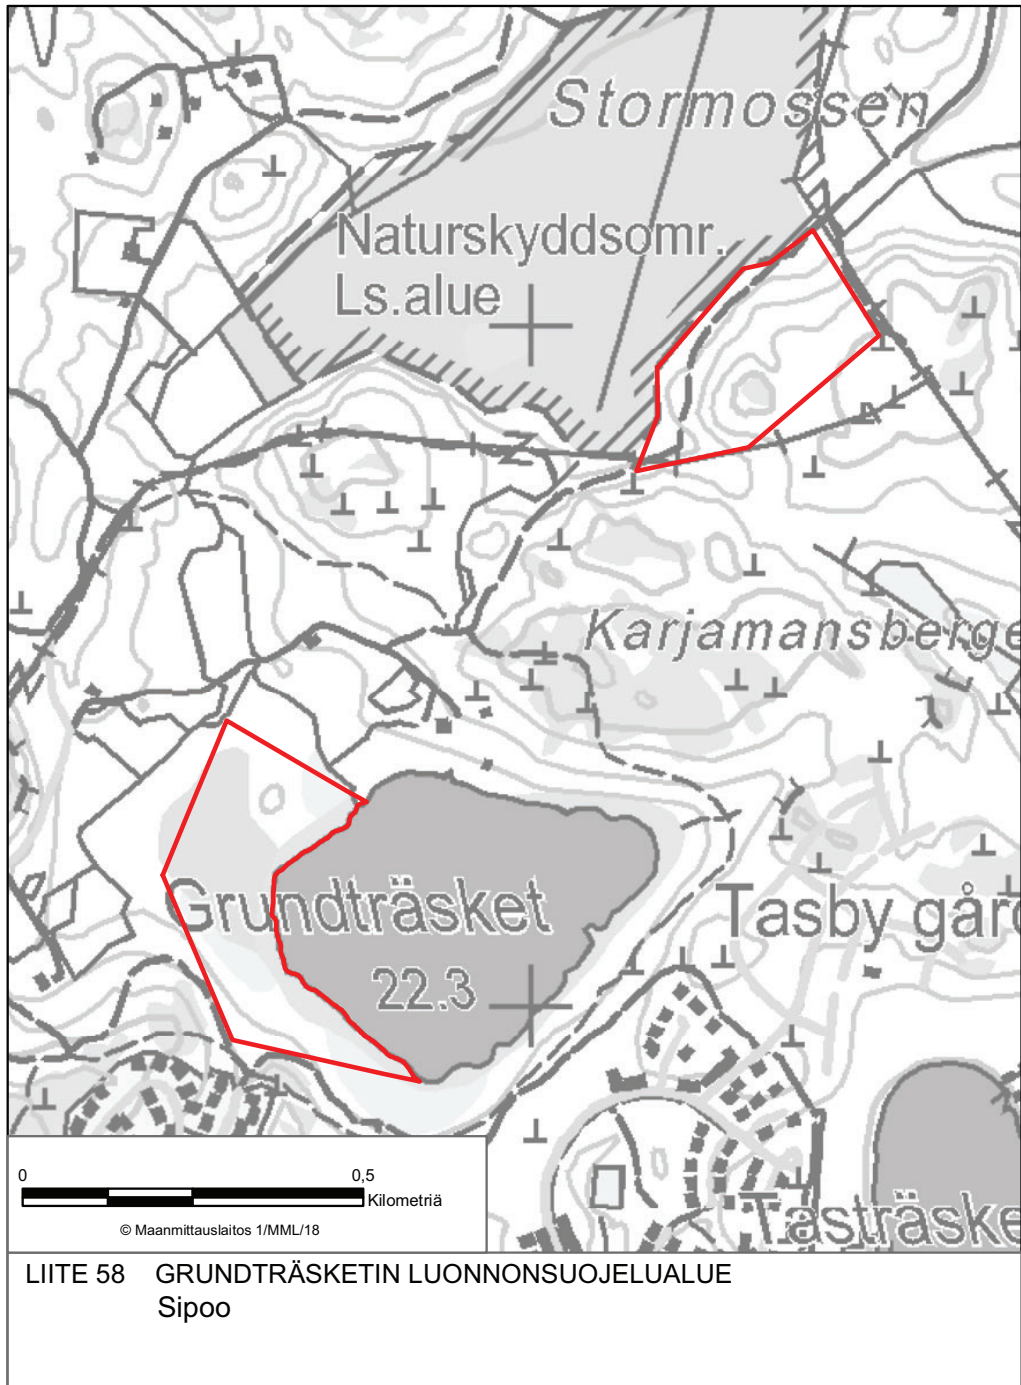 Stormossen
Naturskyddsomr.
Ls.alue
Karjamansberge
Grundträsket
22.3
Tasby gård
Tasträske
0 0,5
Kilometriä
© Maanmittauslaitos 1/MML/18
LIITE 58 GRUNDTRÄSKETIN LUONNONSUOJELUALUE
Sipoo